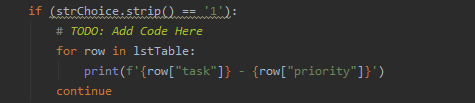 if (strChoice.strip() == '1'):
# TODO: Add Code Here
for row in lstTable:
print(f'{row["task"]} - {row["priority"]}')
continue